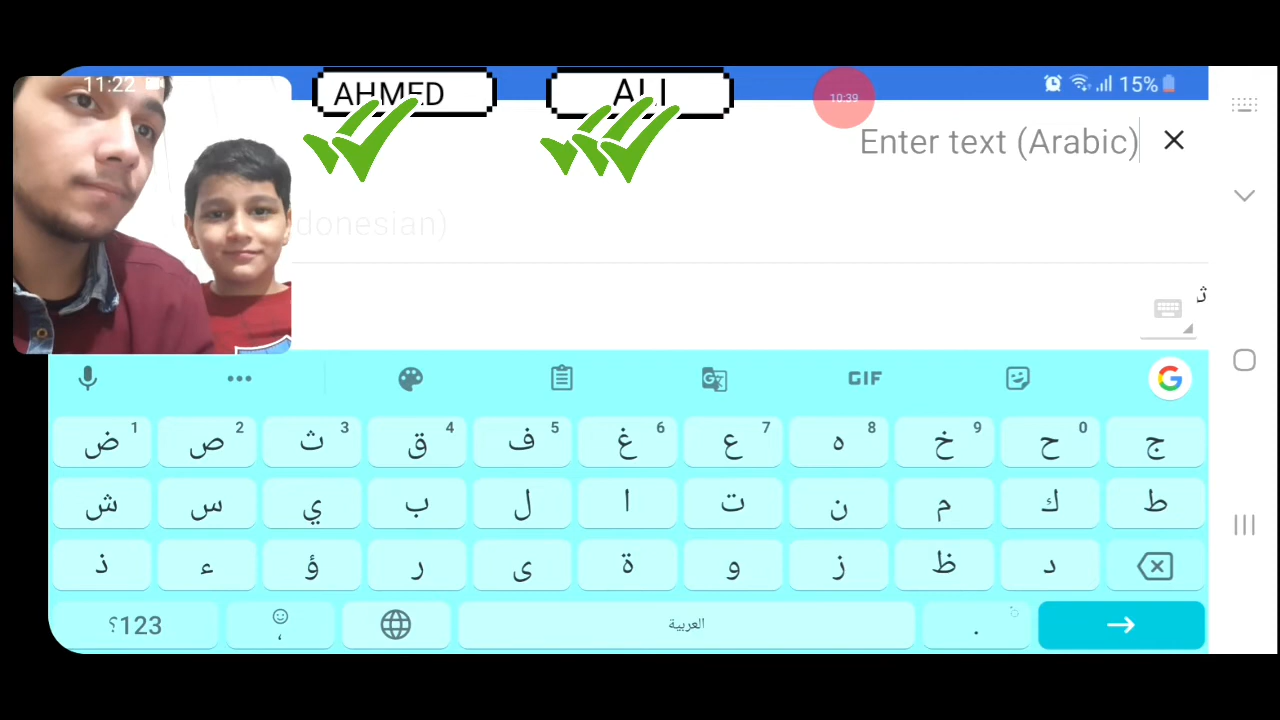 11:22
AHMED
ALI
10:39
15%
Enter text (Arabic)
donesian)
ث
GIF
G
ض 1 ص 2 ث 3 ق 4 ف 5 غ 6 ع 7 ه 8 خ 9 ح 0 ج
ش س ي ب ل ا ت ن م ك ط
ذ ء ؤ ر ى ة و ز ظ د
؟123 ، العربية .